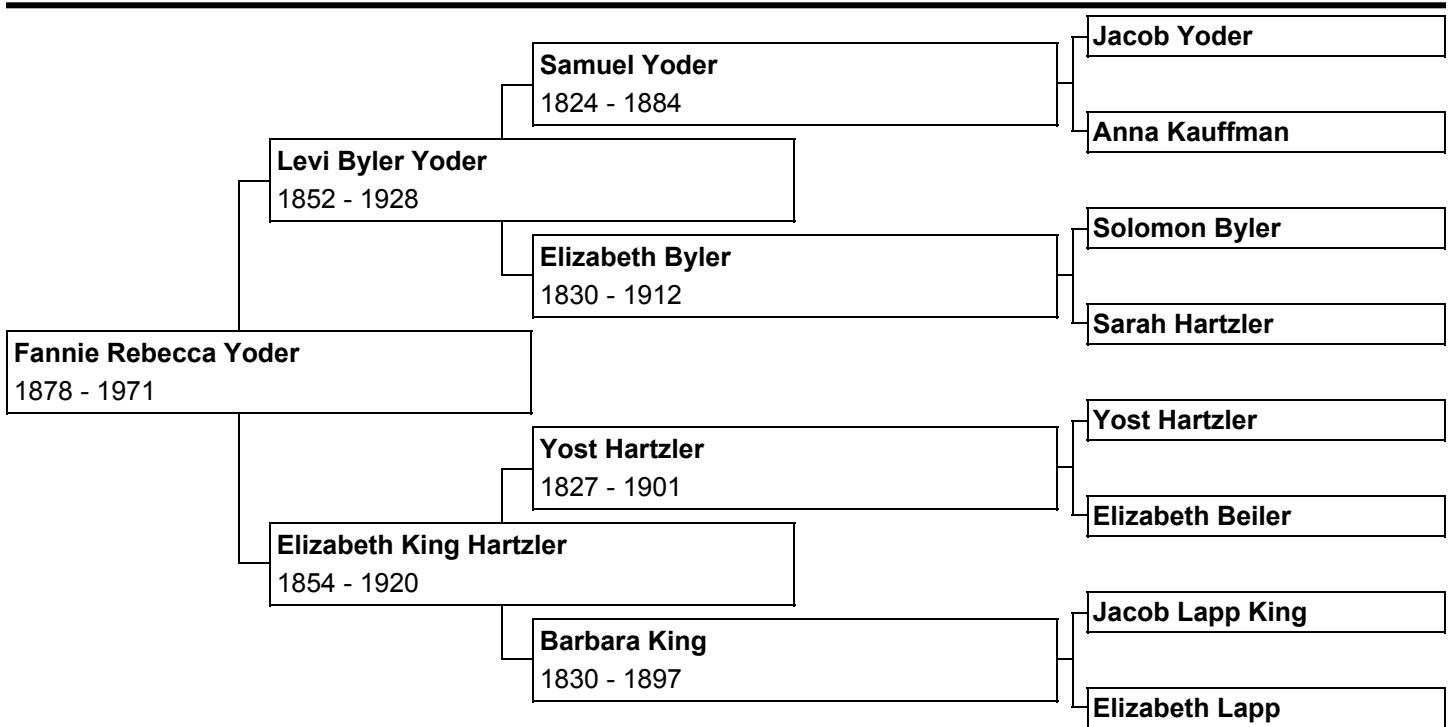 Jacob Yoder
Samuel Yoder
1824 - 1884
Anna Kauffman
Levi Byler Yoder
1852 - 1928
Solomon Byler
Elizabeth Byler
1830 - 1912
Sarah Hartzler
Fannie Rebecca Yoder
1878 - 1971
Yost Hartzler
Yost Hartzler
1827 - 1901
Elizabeth Beiler
Elizabeth King Hartzler
1854 - 1920
Jacob Lapp King
Barbara King
1830 - 1897
Elizabeth Lapp